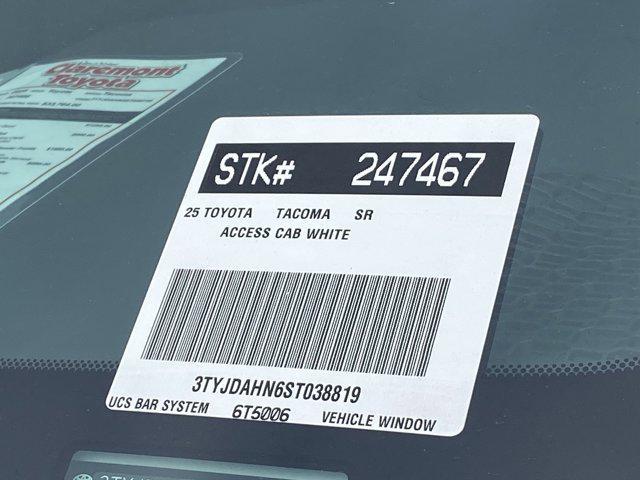 Claremont
Toyota
STK# 247467
25 TOYOTA TACOMA SR
ACCESS CAB WHITE
3TYJDAHN6ST038819
UCS BAR SYSTEM 6T5006 VEHICLE WINDOW